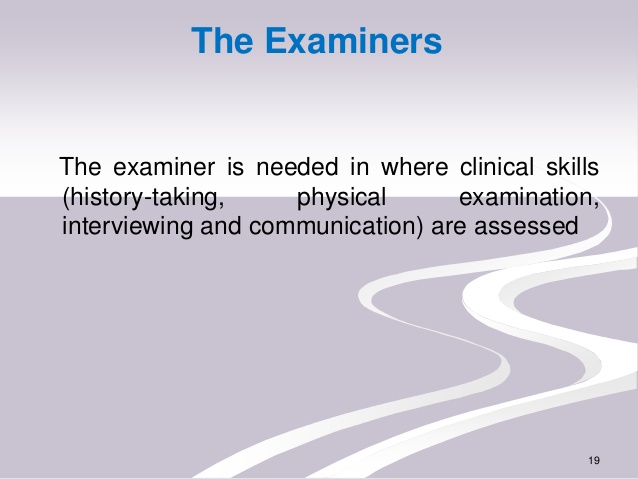 The Examiners
The examiner is needed in where clinical skills
(history-taking, physical examination,
interviewing and communication) are assessed
19